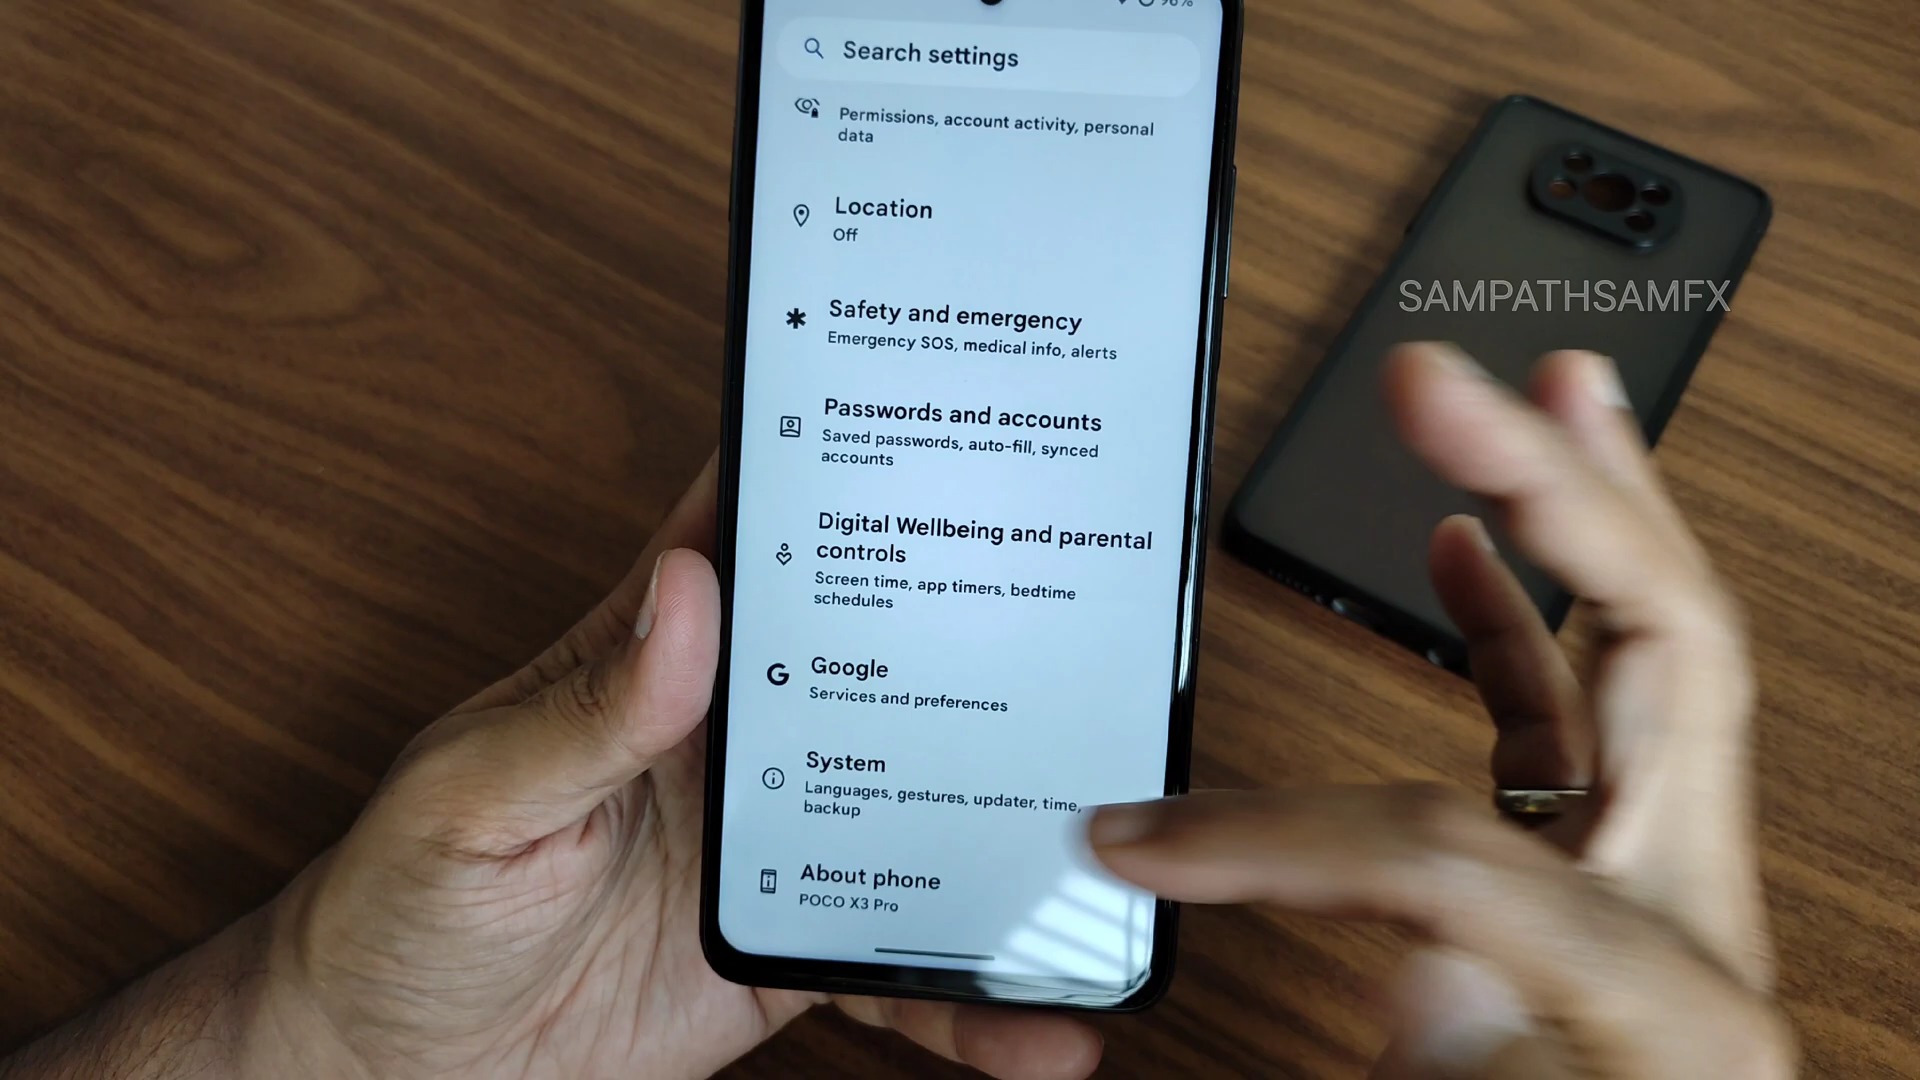 Search settings
Permissions, account activity, personal
data
Location
Off
SAMPATHSAMFX
Safety and emergency
Emergency SOS, medical info, alerts
Passwords and accounts
Saved passwords, auto-fill, synced
accounts
Digital Wellbeing and parental
controls
Screen time, app timers, bedtime
schedules
Google
Services and preferences
System
Languages, gestures, updater, time,
backup
About phone
POCO X3 Pro